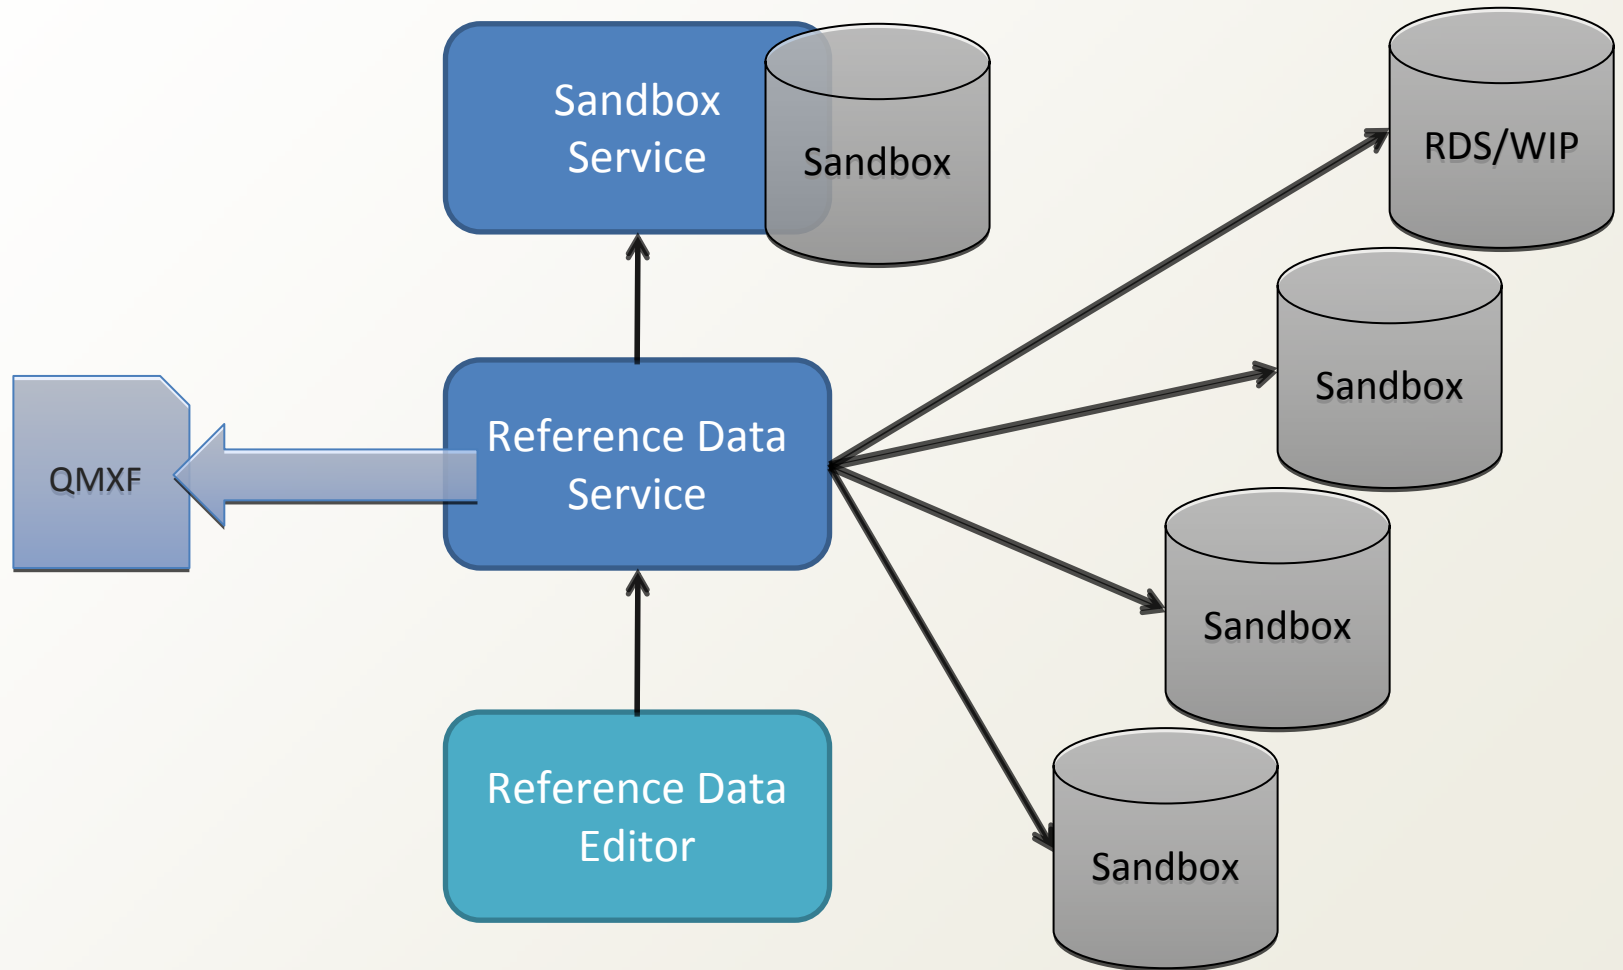 Sandbox
Service
Sandbox
RDS/WIP
Sandbox
QMXF
Reference Data
Service
Sandbox
Reference Data
Editor
Sandbox